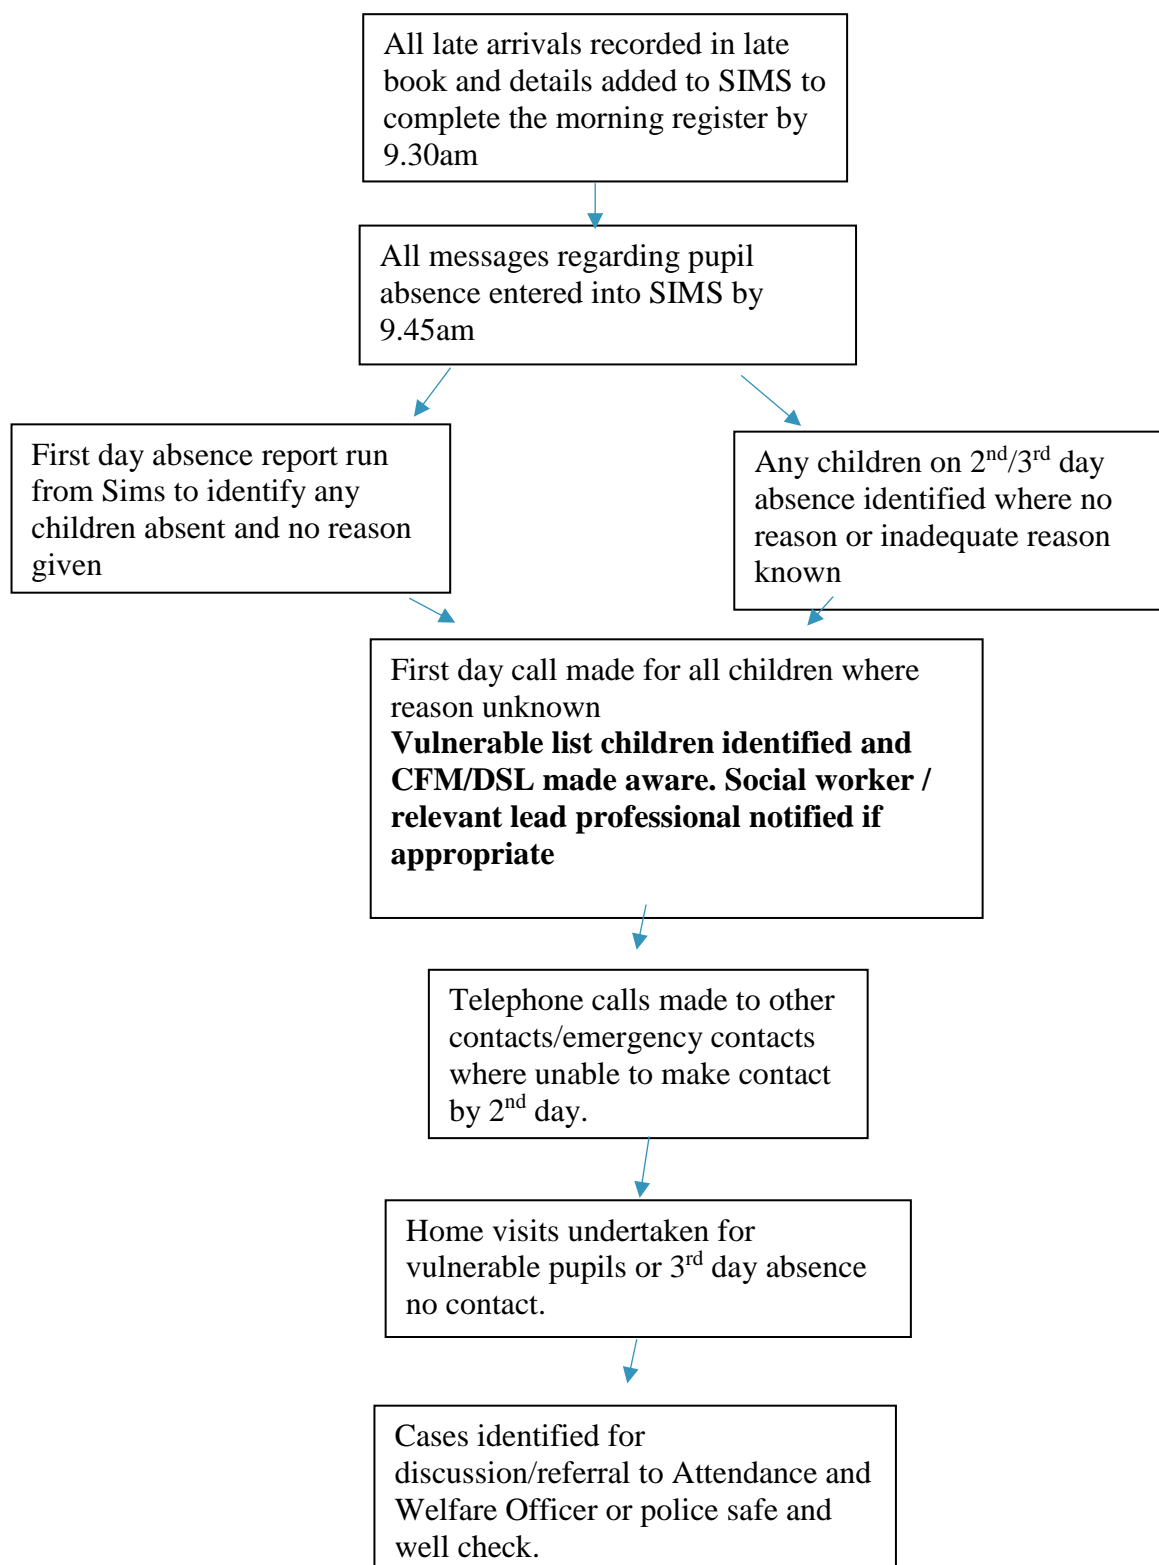 All late arrivals recorded in late
book and details added to SIMS to
complete the morning register by
9.30am
All messages regarding pupil
absence entered into SIMS by
9.45am
First day absence report run
from Sims to identify any
children absent and no reason
given
Any children on 2nd/3rd day
absence identified where no
reason or inadequate reason
known
First day call made for all children where
reason unknown
Vulnerable list children identified and
CFM/DSL made aware. Social worker /
relevant lead professional notified if
appropriate
Telephone calls made to other
contacts/emergency contacts
where unable to make contact
by 2nd day.
Home visits undertaken for
vulnerable pupils or 3rd day absence
no contact.
Cases identified for
discussion/referral to Attendance and
Welfare Officer or police safe and
well check.